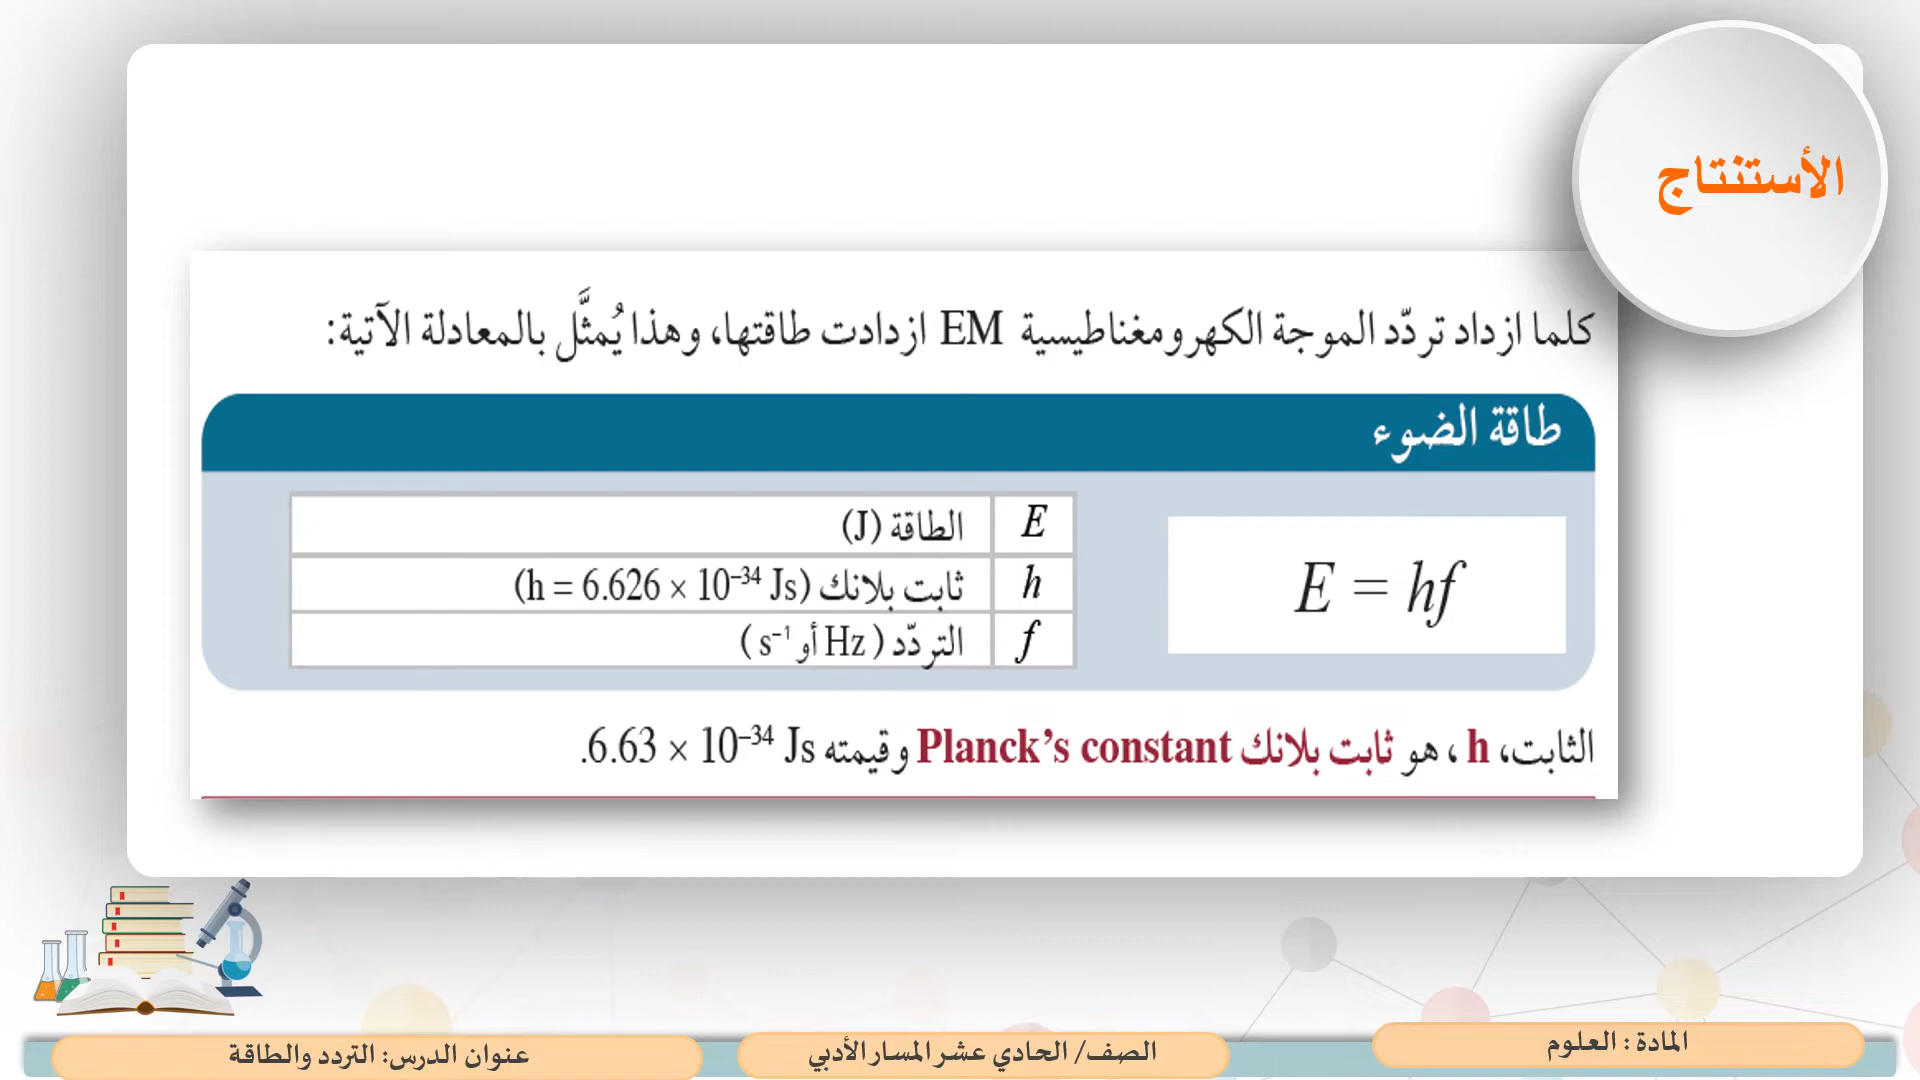 الأستنتاج
كلما ازداد تردّد الموجة الكهرومغناطيسية EM ازدادت طاقتها، وهذا يُمثَّل بالمعادلة الآتية:
طاقة الضوء
E = hf
E الطاقة (J)
h ثابت بلانك (h = 6.626 × 10⁻³⁴ Js)
f التردّد (Hz أو s⁻¹)
الثابت، h، هو ثابت بلانك Planck’s constant وقيمته 6.63 × 10⁻³⁴ Js.
المادة : العلوم
الصف/ الحادي عشر المسار الأدبي
عنوان الدرس: التردد والطاقة